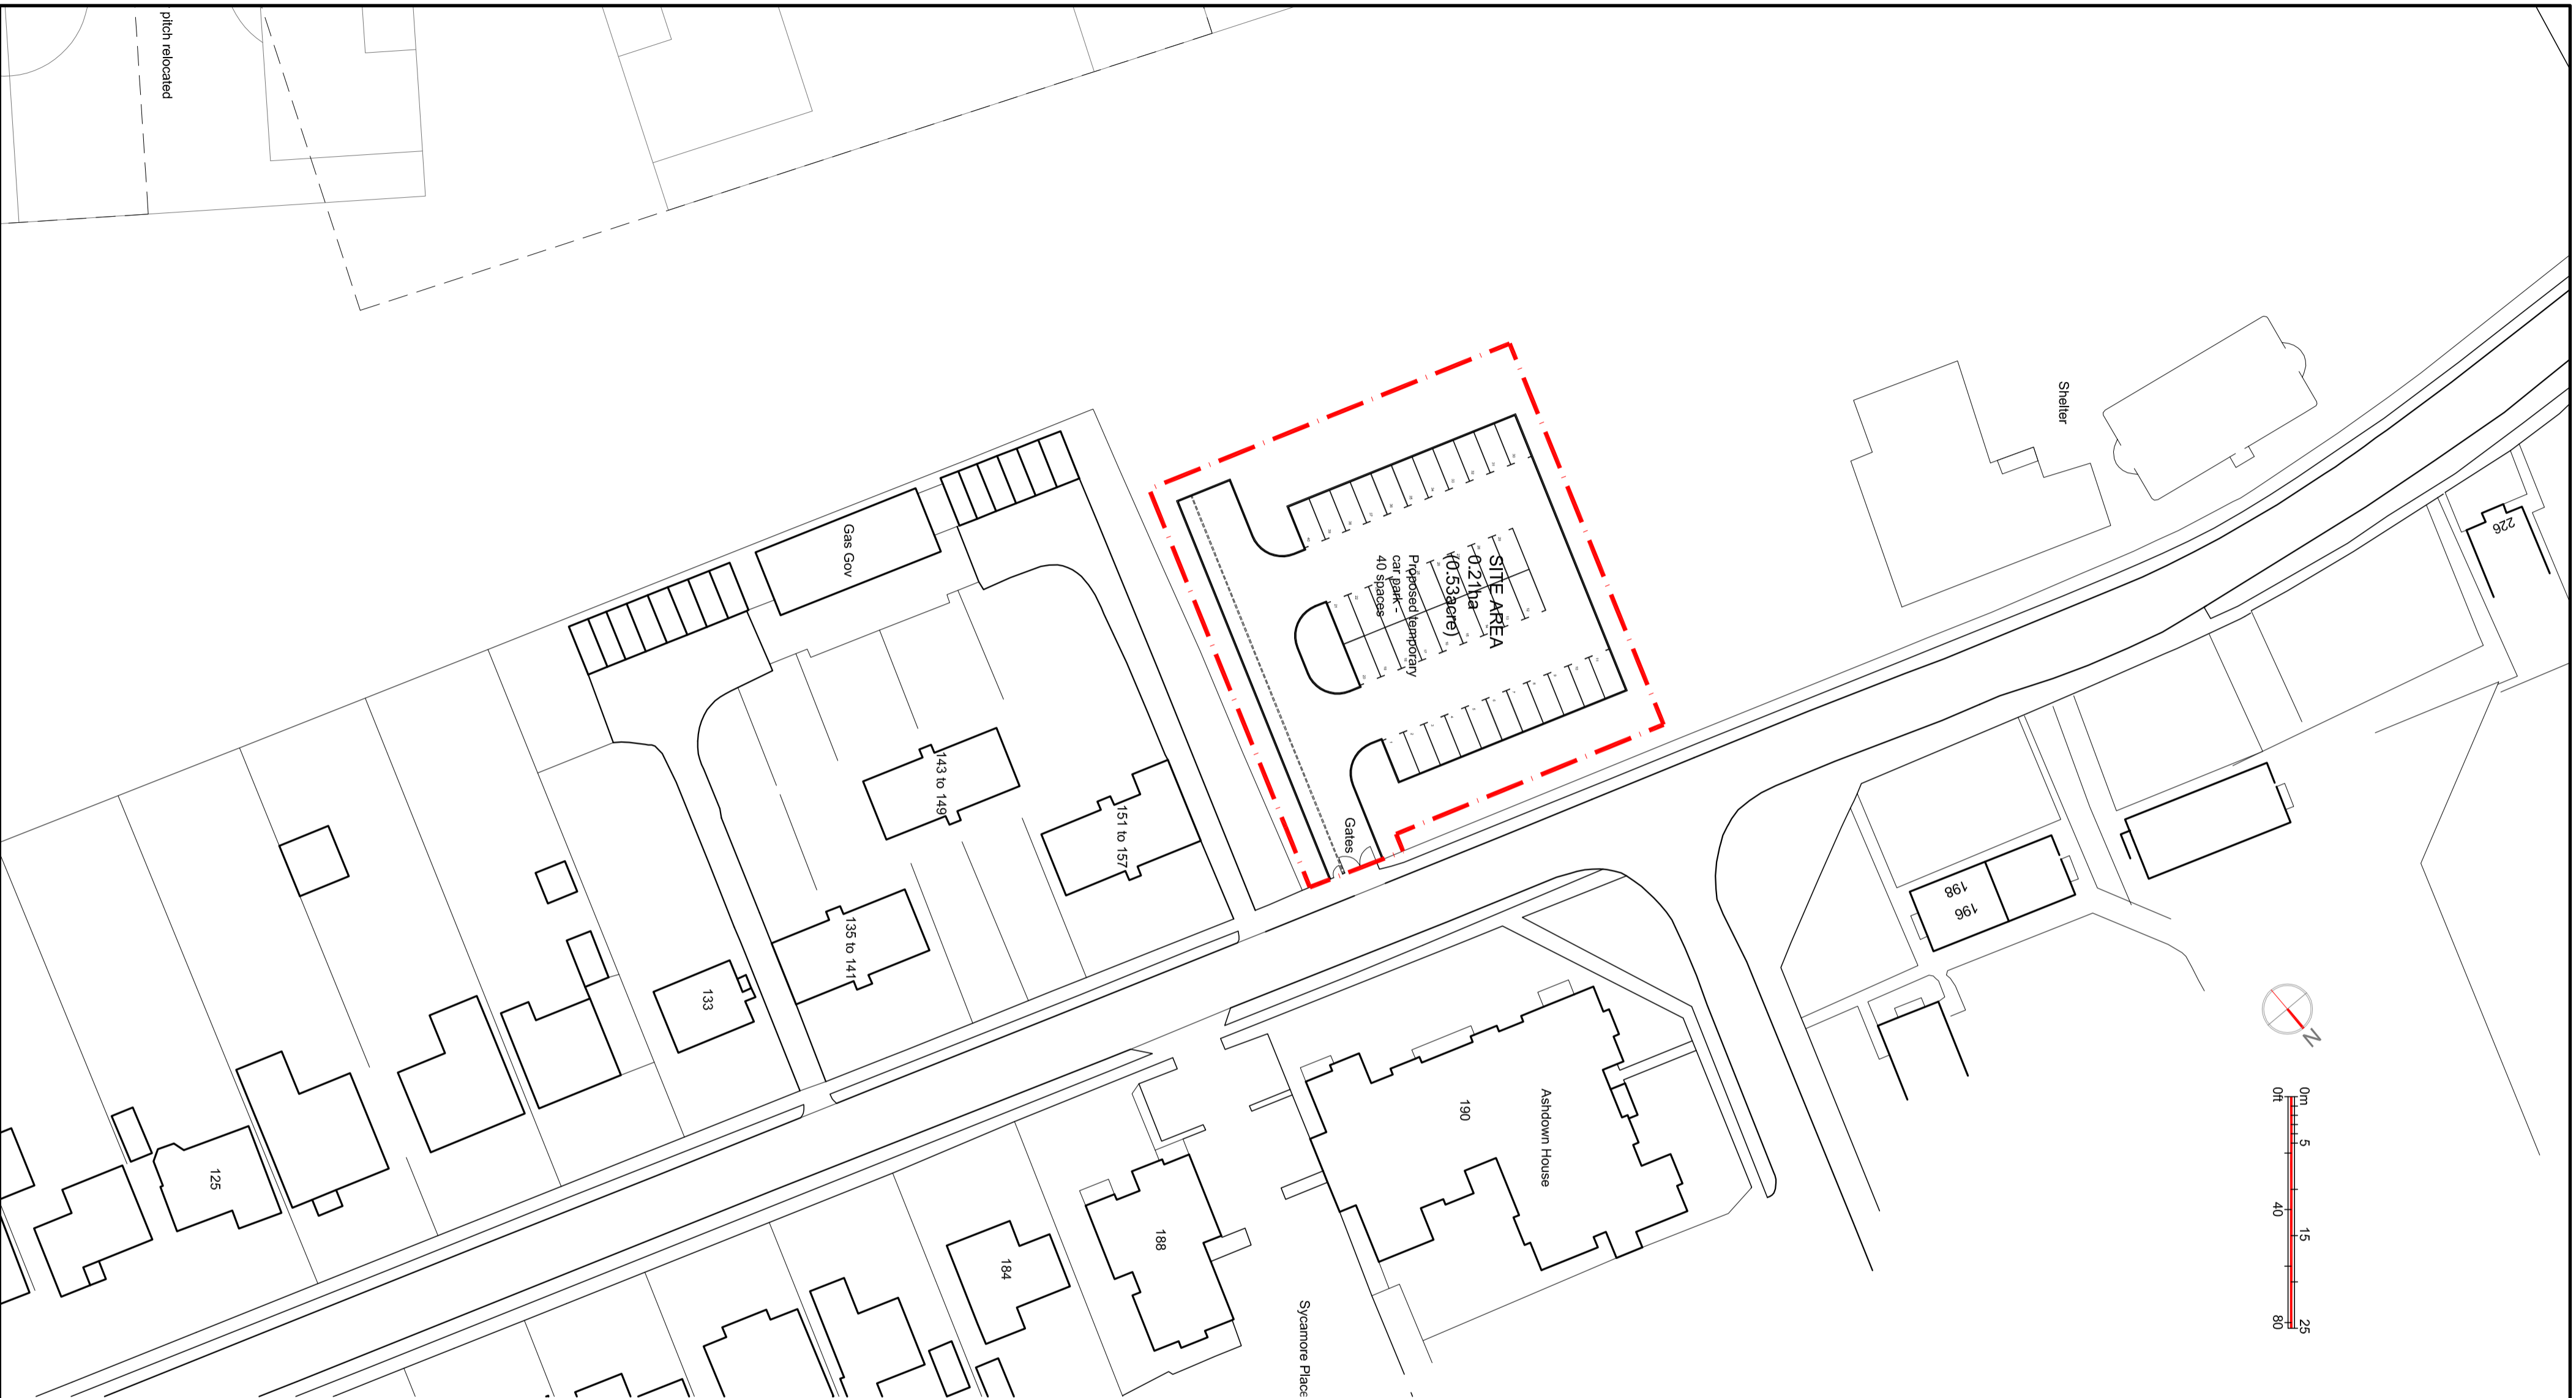 pitch relocated
Shelter
226
Gas Gov
SITE AREA
0.21ha
(0.53acre)
Proposed temporary
car park -
40 spaces
Gates
143 to 149
151 to 157
135 to 141
133
125
198
196
190
Ashdown House
188
184
Sycamore Place
N
0m
5
15
25
0ft
40
80